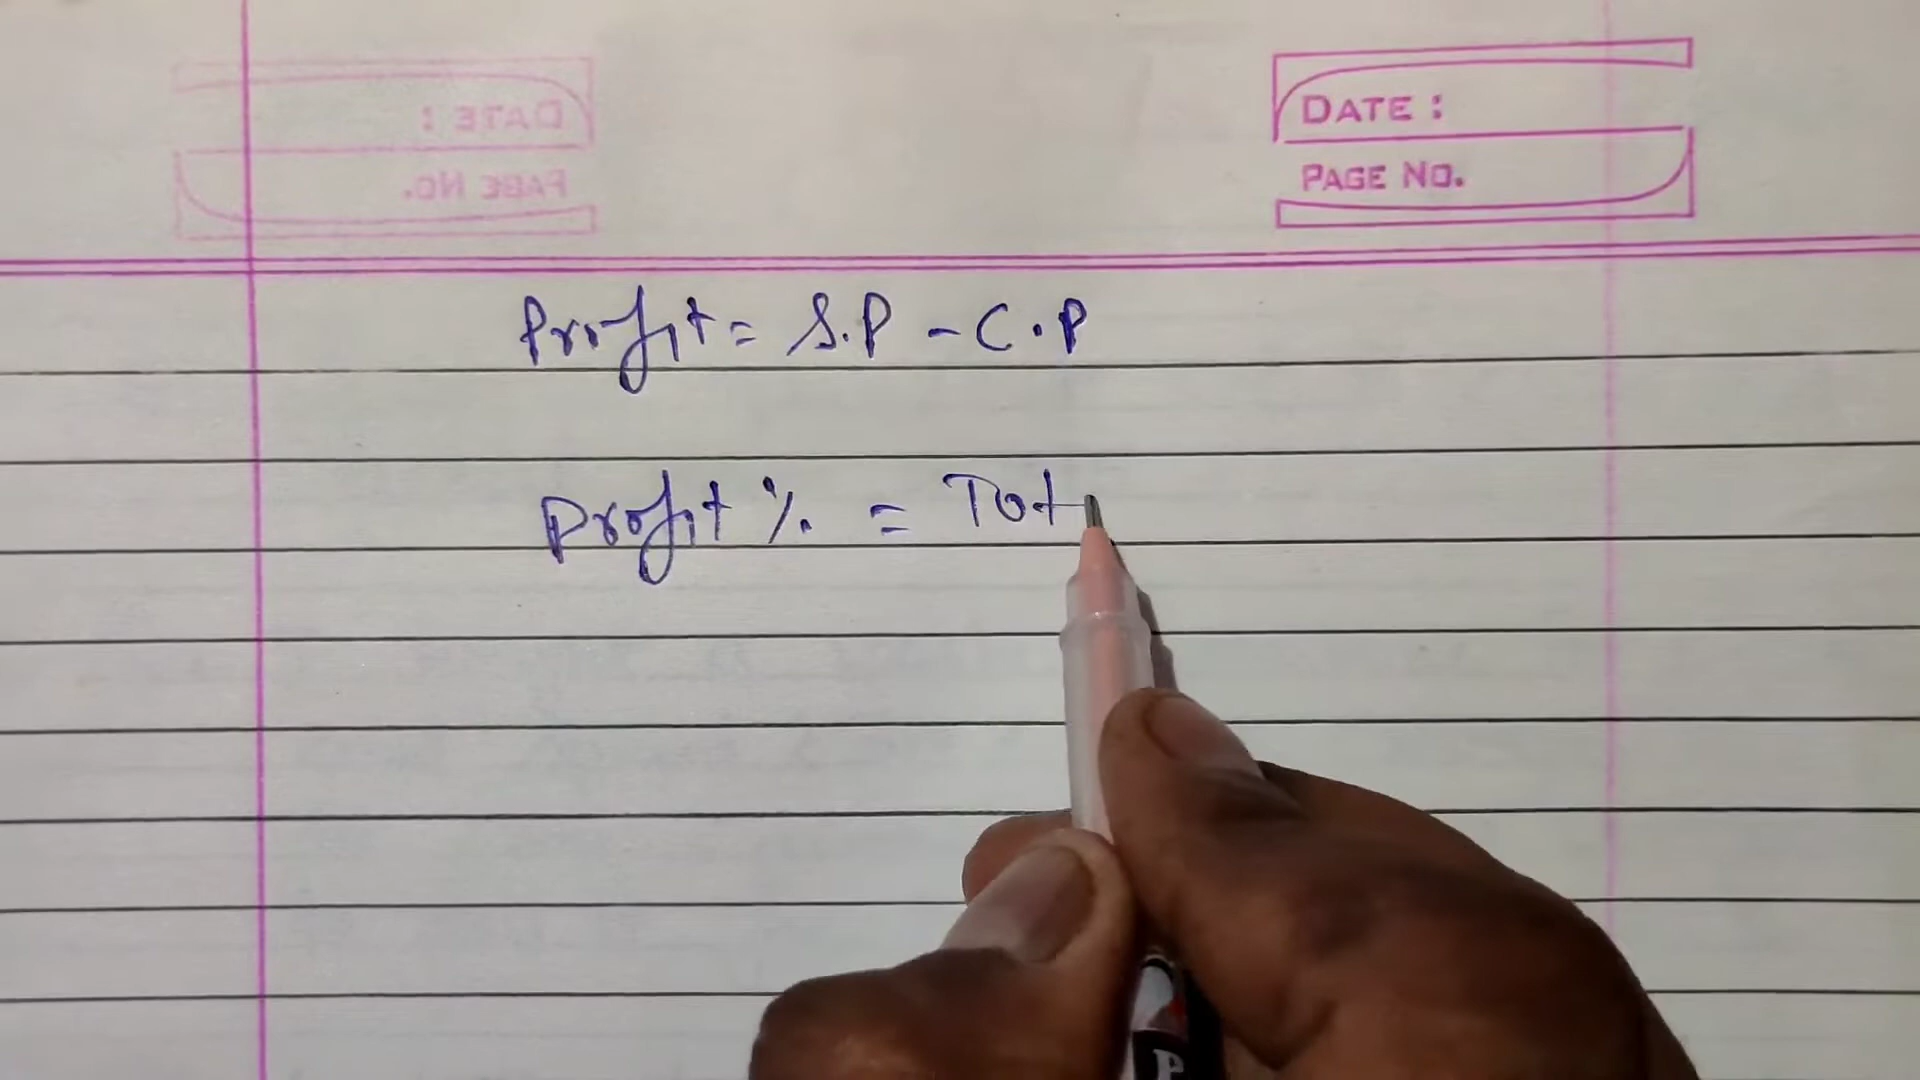 DATE :
PAGE NO.
Profit = S.P - C.P
Profit % = Tot